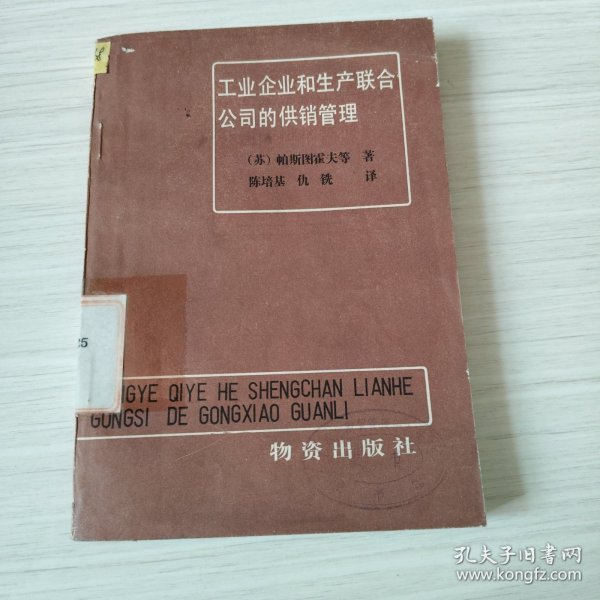 工业企业和生产联合
公司的供销管理
（苏）帕斯图霍夫等 著
陈培基 仇铣 译
GYE QIYE HE SHENGCHAN LIANHE
GONGSI DE GONGXIAO GUANLI
物资出版社
孔夫子旧书网
www.kongfz.com